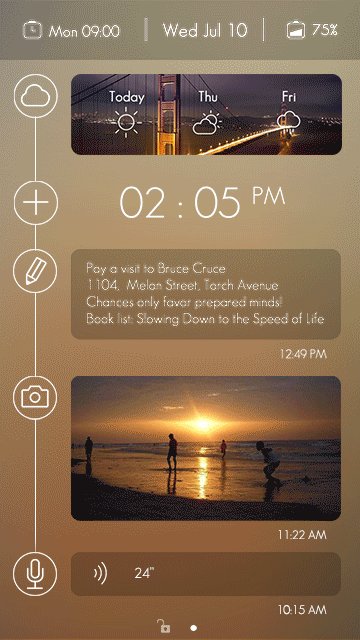 Mon 09:00
Wed Jul 10
75%
Today
Thu
Fri
02 : 05 PM
Pay a visit to Bruce Cruce
1104, Melan Street, Tarch Avenue
Chances only favar prepared minds!
Book list: Slowing Down to the Speed of Life
12:49 PM
11:22 AM
24"
10:15 AM